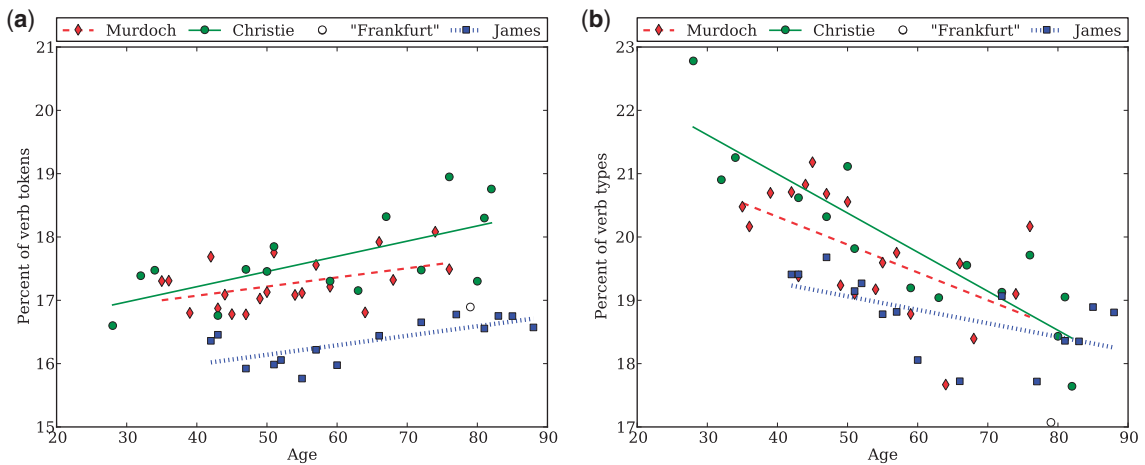 (a)
Murdoch Christie "Frankfurt" James
21
20
19
18
17
16
15
20 30 40 50 60 70 80 90
Percent of verb tokens
Age
(b)
Murdoch Christie "Frankfurt" James
23
22
21
20
19
18
17
20 30 40 50 60 70 80 90
Percent of verb types
Age